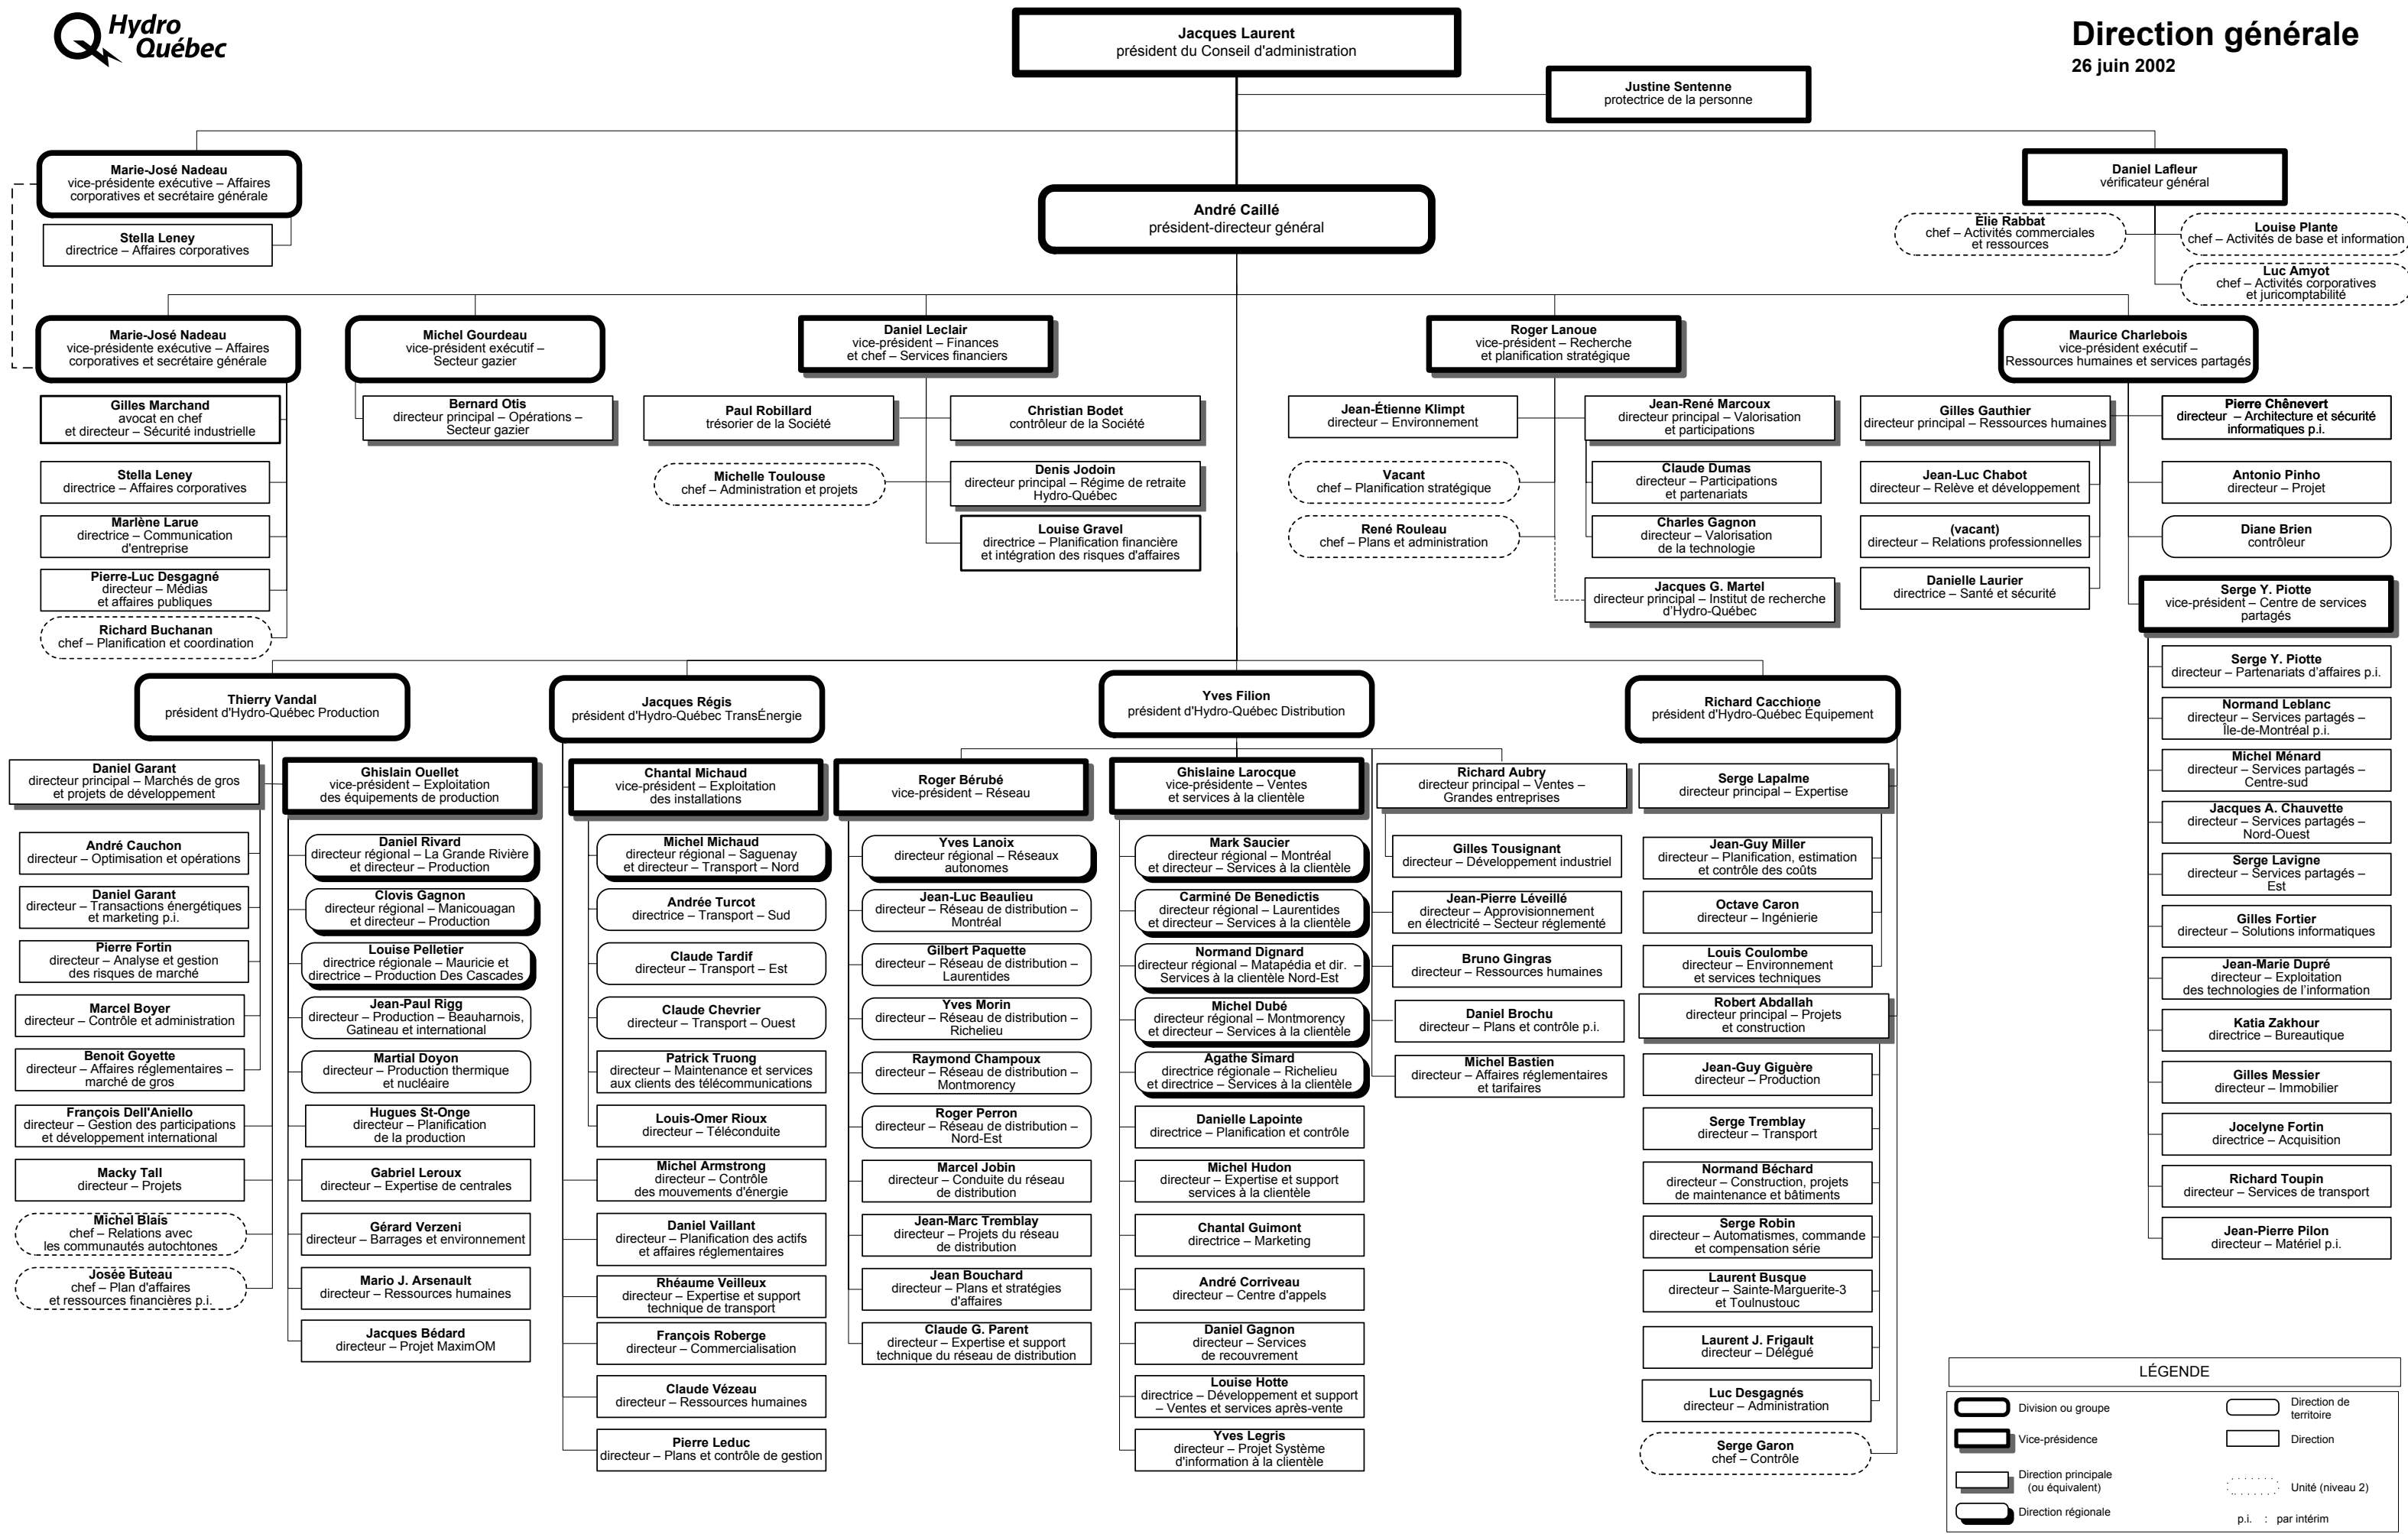 Hydro
Québec
Direction générale
26 juin 2002
Jacques Laurent
président du Conseil d'administration
Justine Sentenne
protectrice de la personne
Marie-José Nadeau
vice-présidente exécutive – Affaires
corporatives et secrétaire générale
Stella Leney
directrice – Affaires corporatives
André Caillé
président-directeur général
Daniel Lafleur
vérificateur général
Élie Rabbat
chef – Activités commerciales
et ressources
Louise Plante
chef – Activités de base et information
Luc Amyot
chef – Activités corporatives
et juricomptabilité
Marie-José Nadeau
vice-présidente exécutive – Affaires
corporatives et secrétaire générale
Gilles Marchand
avocat en chef
et directeur – Sécurité industrielle
Stella Leney
directrice – Affaires corporatives
Marlène Larue
directrice – Communication
d'entreprise
Pierre-Luc Desgagné
directeur – Médias
et affaires publiques
Richard Buchanan
chef – Planification et coordination
Michel Gourdeau
vice-président exécutif –
Secteur gazier
Bernard Otis
directeur principal – Opérations –
Secteur gazier
Daniel Leclair
vice-président – Finances
et chef – Services financiers
Paul Robillard
trésorier de la Société
Christian Bodet
contrôleur de la Société
Michelle Toulouse
chef – Administration et projets
Denis Jodoin
directeur principal – Régime de retraite
Hydro-Québec
Louise Gravel
directrice – Planification financière
et intégration des risques d'affaires
Roger Lanoue
vice-président – Recherche
et planification stratégique
Jean-Étienne Klimpt
directeur – Environnement
Vacant
chef – Planification stratégique
René Rouleau
chef – Plans et administration
Jean-René Marcoux
directeur principal – Valorisation
et participations
Claude Dumas
directeur – Participations
et partenariats
Charles Gagnon
directeur – Valorisation
de la technologie
Jacques G. Martel
directeur principal – Institut de recherche
d'Hydro-Québec
Maurice Charlebois
vice-président exécutif –
Ressources humaines et services partagés
Gilles Gauthier
directeur principal – Ressources humaines
Jean-Luc Chabot
directeur – Relève et développement
(vacant)
directeur – Relations professionnelles
Danielle Laurier
directrice – Santé et sécurité
Pierre Chênevert
directeur – Architecture et sécurité
informatiques p.i.
Antonio Pinho
directeur – Projet
Diane Brien
contrôleur
Serge Y. Piotte
vice-président – Centre de services
partagés
Serge Y. Piotte
directeur – Partenariats d'affaires p.i.
Normand Leblanc
directeur – Services partagés –
Île-de-Montréal p.i.
Michel Ménard
directeur – Services partagés –
Centre-sud
Jacques A. Chauvette
directeur – Services partagés –
Nord-Ouest
Serge Lavigne
directeur – Services partagés –
Est
Gilles Fortier
directeur – Solutions informatiques
Jean-Marie Dupré
directeur – Exploitation
des technologies de l'information
Katia Zakhour
directrice – Bureautique
Gilles Messier
directeur – Immobilier
Jocelyne Fortin
directrice – Acquisition
Richard Toupin
directeur – Services de transport
Jean-Pierre Pilon
directeur – Matériel p.i.
Thierry Vandal
président d'Hydro-Québec Production
Daniel Garant
directeur principal – Marchés de gros
et projets de développement
André Cauchon
directeur – Optimisation et opérations
Daniel Garant
directeur – Transactions énergétiques
et marketing p.i.
Pierre Fortin
directeur – Analyse et gestion
des risques de marché
Marcel Boyer
directeur – Contrôle et administration
Benoit Goyette
directeur – Affaires réglementaires –
marché de gros
François Dell'Aniello
directeur – Gestion des participations
et développement international
Macky Tall
directeur – Projets
Michel Blais
chef – Relations avec
les communautés autochtones
Josée Buteau
chef – Plan d'affaires
et ressources financières p.i.
Ghislain Ouellet
vice-président – Exploitation
des équipements de production
Daniel Rivard
directeur régional – La Grande Rivière
et directeur – Production
Clovis Gagnon
directeur régional – Manicouagan
et directeur – Production
Louise Pelletier
directrice régionale – Mauricie et
directrice – Production Des Cascades
Jean-Paul Rigg
directeur – Production – Beauharnois,
Gatineau et international
Martial Doyon
directeur – Production thermique
et nucléaire
Hugues St-Onge
directeur – Planification
de la production
Gabriel Leroux
directeur – Expertise de centrales
Gérard Verzeni
directeur – Barrages et environnement
Mario J. Arsenault
directeur – Ressources humaines
Jacques Bédard
directeur – Projet MaximOM
Jacques Régis
président d'Hydro-Québec TransÉnergie
Chantal Michaud
vice-président – Exploitation
des installations
Michel Michaud
directeur régional – Saguenay
et directeur – Transport – Nord
Andrée Turcot
directrice – Transport – Sud
Claude Tardif
directeur – Transport – Est
Claude Chevrier
directeur – Transport – Ouest
Patrick Truong
directeur – Maintenance et services
aux clients des télécommunications
Louis-Omer Rioux
directeur – Téléconduite
Michel Armstrong
directeur – Contrôle
des mouvements d'énergie
Daniel Vaillant
directeur – Planification des actifs
et affaires réglementaires
Rhéaume Veilleux
directeur – Expertise et support
technique de transport
François Roberge
directeur – Commercialisation
Claude Vézeau
directeur – Ressources humaines
Pierre Leduc
directeur – Plans et contrôle de gestion
Yves Filion
président d'Hydro-Québec Distribution
Roger Bérubé
vice-président – Réseau
Yves Lanoix
directeur régional – Réseaux
autonomes
Jean-Luc Beaulieu
directeur – Réseau de distribution –
Montréal
Gilbert Paquette
directeur – Réseau de distribution –
Laurentides
Yves Morin
directeur – Réseau de distribution –
Richelieu
Raymond Champoux
directeur – Réseau de distribution –
Montmorency
Roger Perron
directeur – Réseau de distribution –
Nord-Est
Marcel Jobin
directeur – Conduite du réseau
de distribution
Jean-Marc Tremblay
directeur – Projets du réseau
de distribution
Jean Bouchard
directeur – Plans et stratégies
d'affaires
Claude G. Parent
directeur – Expertise et support
technique du réseau de distribution
Ghislaine Larocque
vice-présidente – Ventes
et services à la clientèle
Mark Saucier
directeur régional – Montréal
et directeur – Services à la clientèle
Carminé De Benedictis
directeur régional – Laurentides
et directeur – Services à la clientèle
Normand Dignard
directeur régional – Matapédia et dir. –
Services à la clientèle Nord-Est
Michel Dubé
directeur régional – Montmorency
et directeur – Services à la clientèle
Agathe Simard
directrice régionale – Richelieu
et directrice – Services à la clientèle
Danielle Lapointe
directrice – Planification et contrôle
Michel Hudon
directeur – Expertise et support
services à la clientèle
Chantal Guimont
directrice – Marketing
André Corriveau
directeur – Centre d'appels
Daniel Gagnon
directeur – Services
de recouvrement
Louise Hotte
directrice – Développement et support
– Ventes et services après-vente
Yves Legris
directeur – Projet Système
d'information à la clientèle
Richard Aubry
directeur principal – Ventes –
Grandes entreprises
Gilles Tousignant
directeur – Développement industriel
Jean-Pierre Léveillé
directeur – Approvisionnement
en électricité – Secteur réglementé
Bruno Gingras
directeur – Ressources humaines
Daniel Brochu
directeur – Plans et contrôle p.i.
Michel Bastien
directeur – Affaires réglementaires
et tarifaires
Richard Cacchione
président d'Hydro-Québec Équipement
Serge Lapalme
directeur principal – Expertise
Jean-Guy Miller
directeur – Planification, estimation
et contrôle des coûts
Octave Caron
directeur – Ingénierie
Louis Coulombe
directeur – Environnement
et services techniques
Robert Abdallah
directeur principal – Projets
et construction
Jean-Guy Giguère
directeur – Production
Serge Tremblay
directeur – Transport
Normand Béchard
directeur – Construction, projets
de maintenance et bâtiments
Serge Robin
directeur – Automatismes, commande
et compensation série
Laurent Busque
directeur – Sainte-Marguerite-3
et Toulnustouc
Laurent J. Frigault
directeur – Délégué
Luc Desgagnés
directeur – Administration
Serge Garon
chef – Contrôle
LÉGENDE
Division ou groupe
Vice-présidence
Direction principale
(ou équivalent)
Direction régionale
Direction de
territoire
Direction
Unité (niveau 2)
p.i. : par intérim